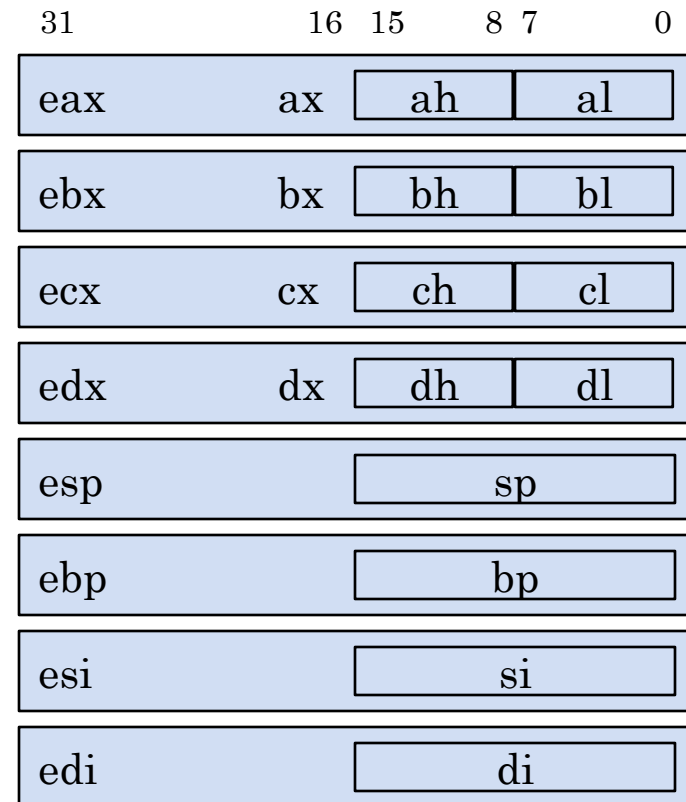 31 16 15 8 7 0
eax ax ah al
ebx bx bh bl
ecx cx ch cl
edx dx dh dl
esp sp
ebp bp
esi si
edi di